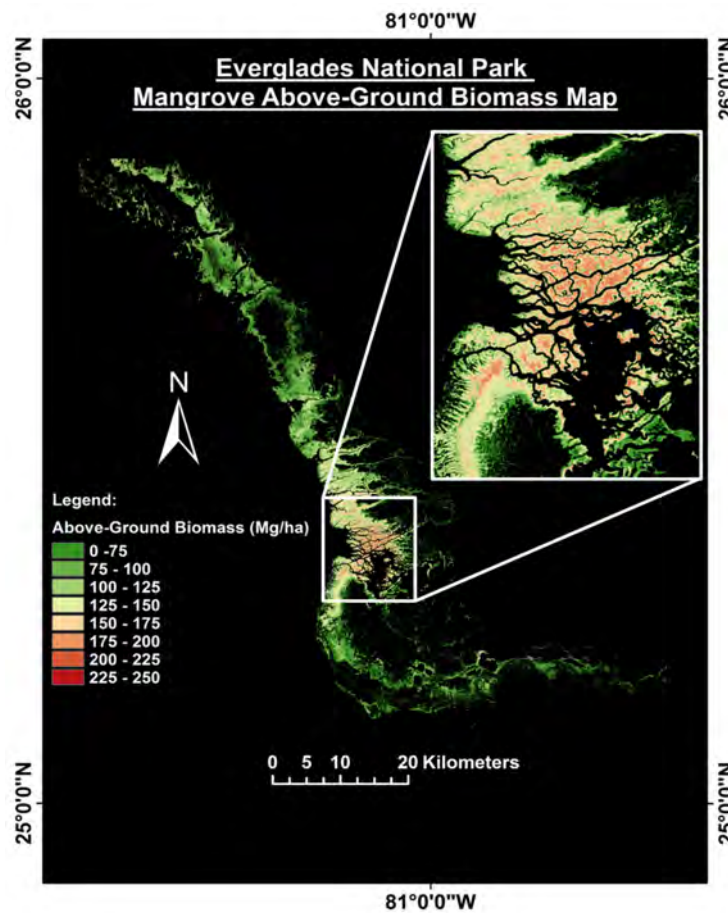 81°0'0"W
26°0'0"N
26°0'0"N
Everglades National Park
Mangrove Above-Ground Biomass Map
N
Legend:
Above-Ground Biomass (Mg/ha)
0 -75
75 - 100
100 - 125
125 - 150
150 - 175
175 - 200
200 - 225
225 - 250
0 5 10 20 Kilometers
25°0'0"N
25°0'0"N
81°0'0"W